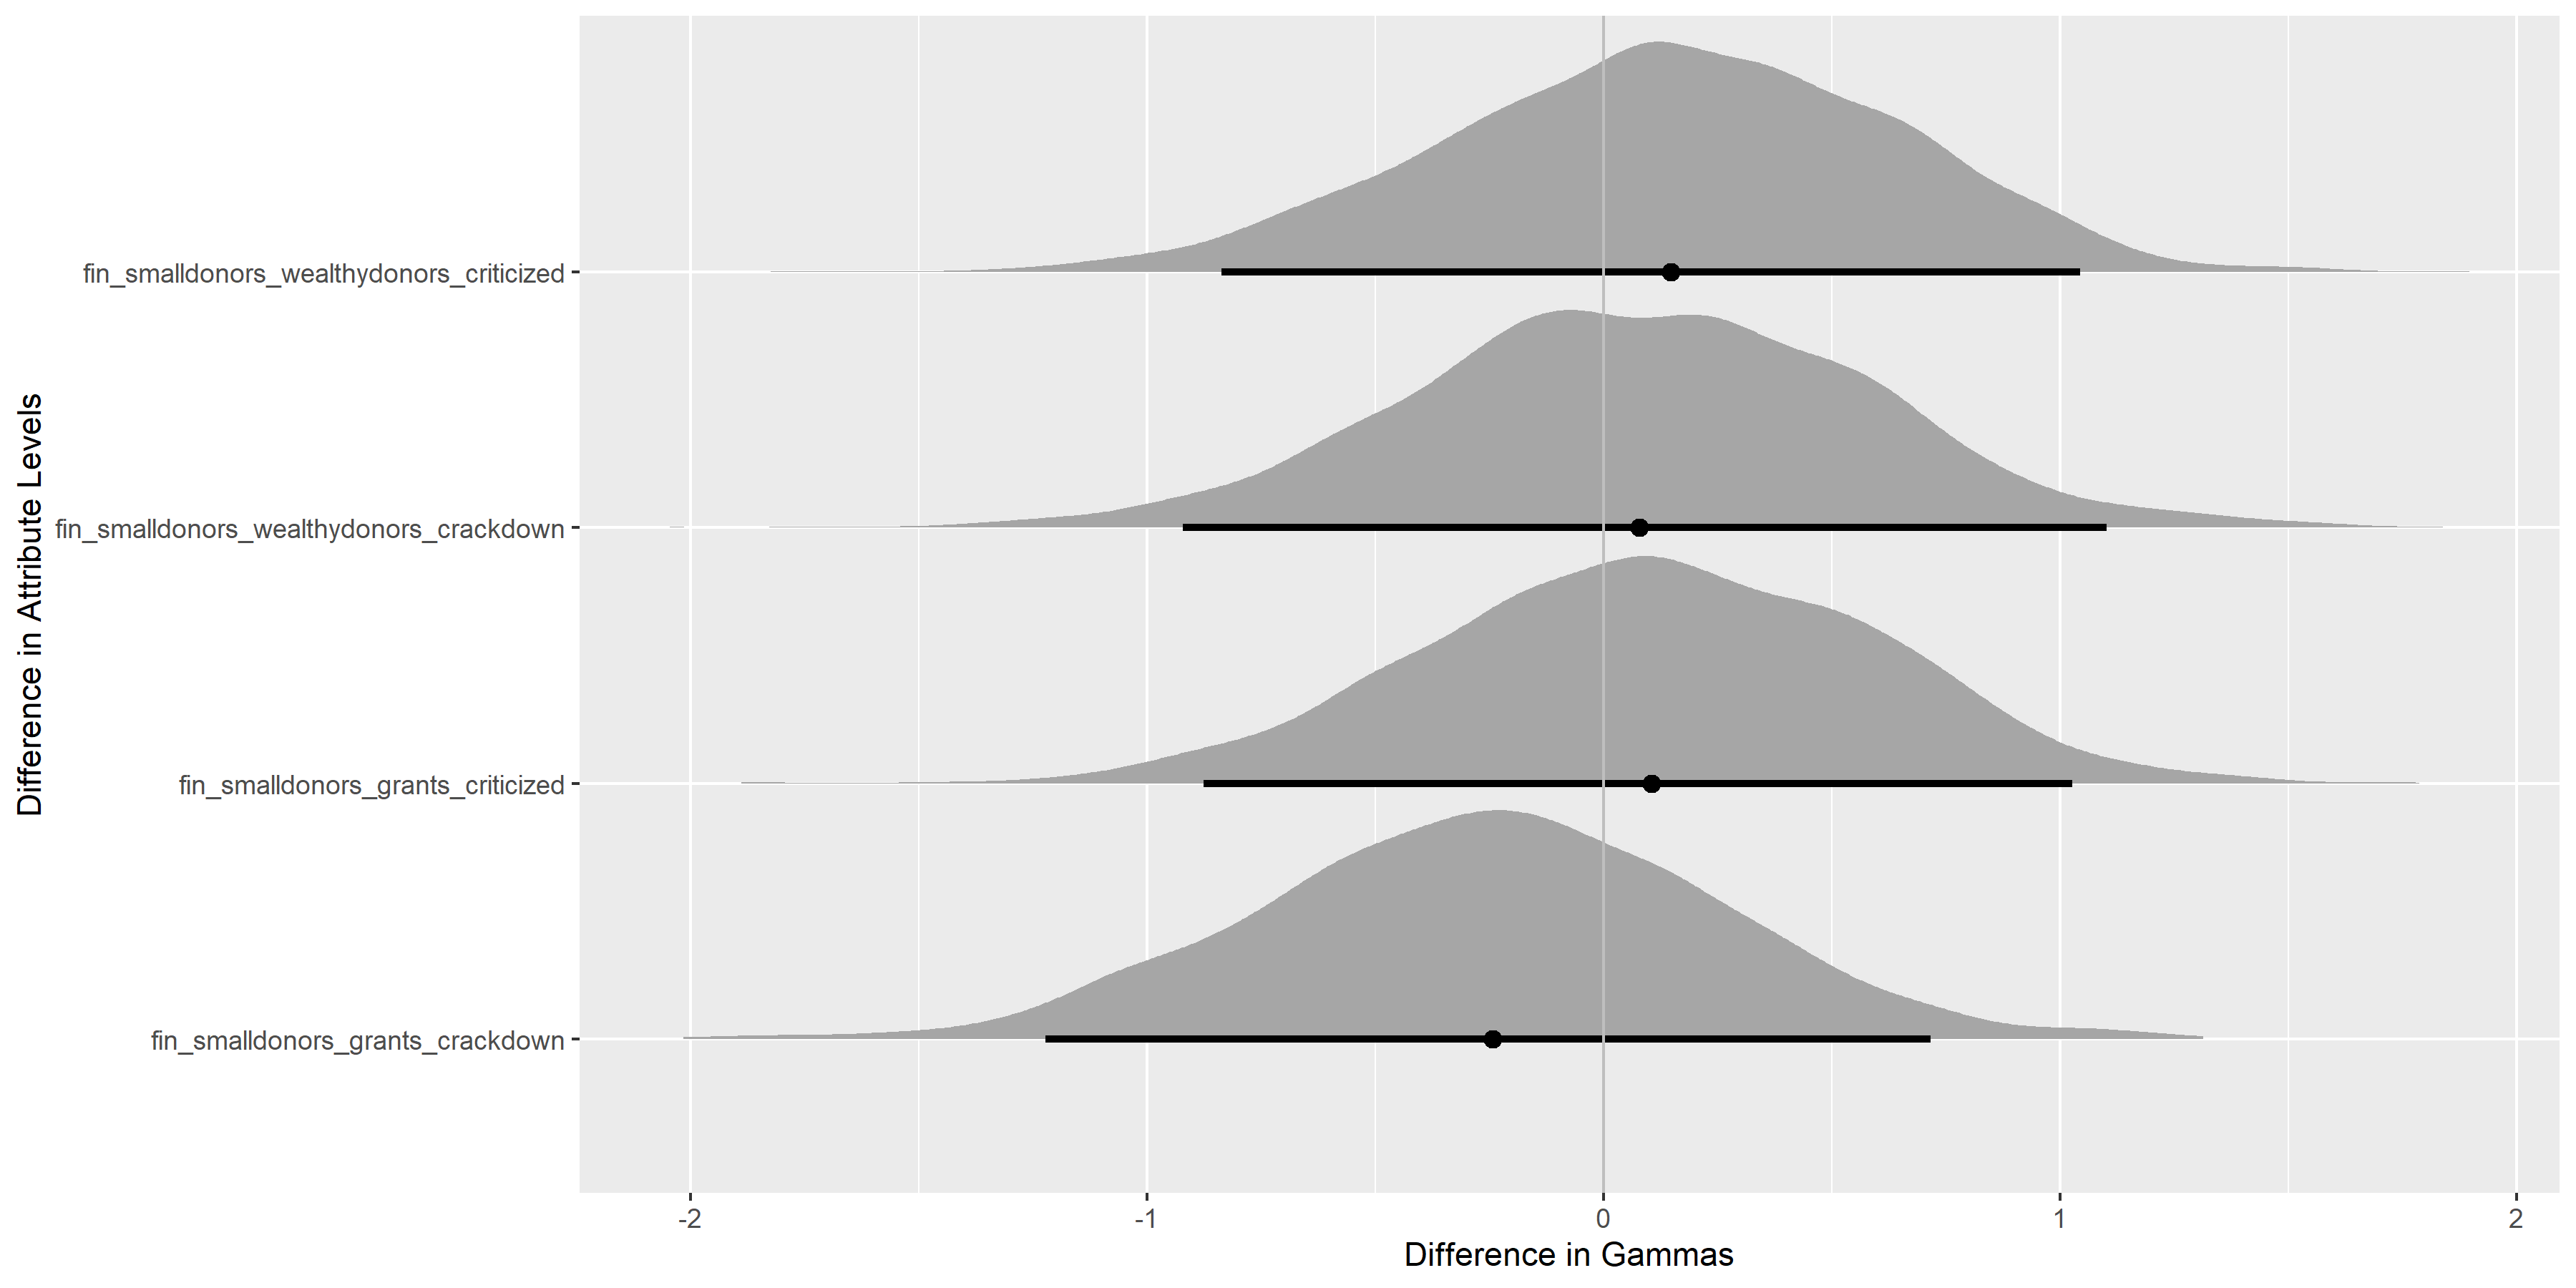 Difference in Attribute Levels
fin_smalldonors_wealthydonors_criticized
fin_smalldonors_wealthydonors_crackdown
fin_smalldonors_grants_criticized
fin_smalldonors_grants_crackdown
-2 -1 0 1 2
Difference in Gammas